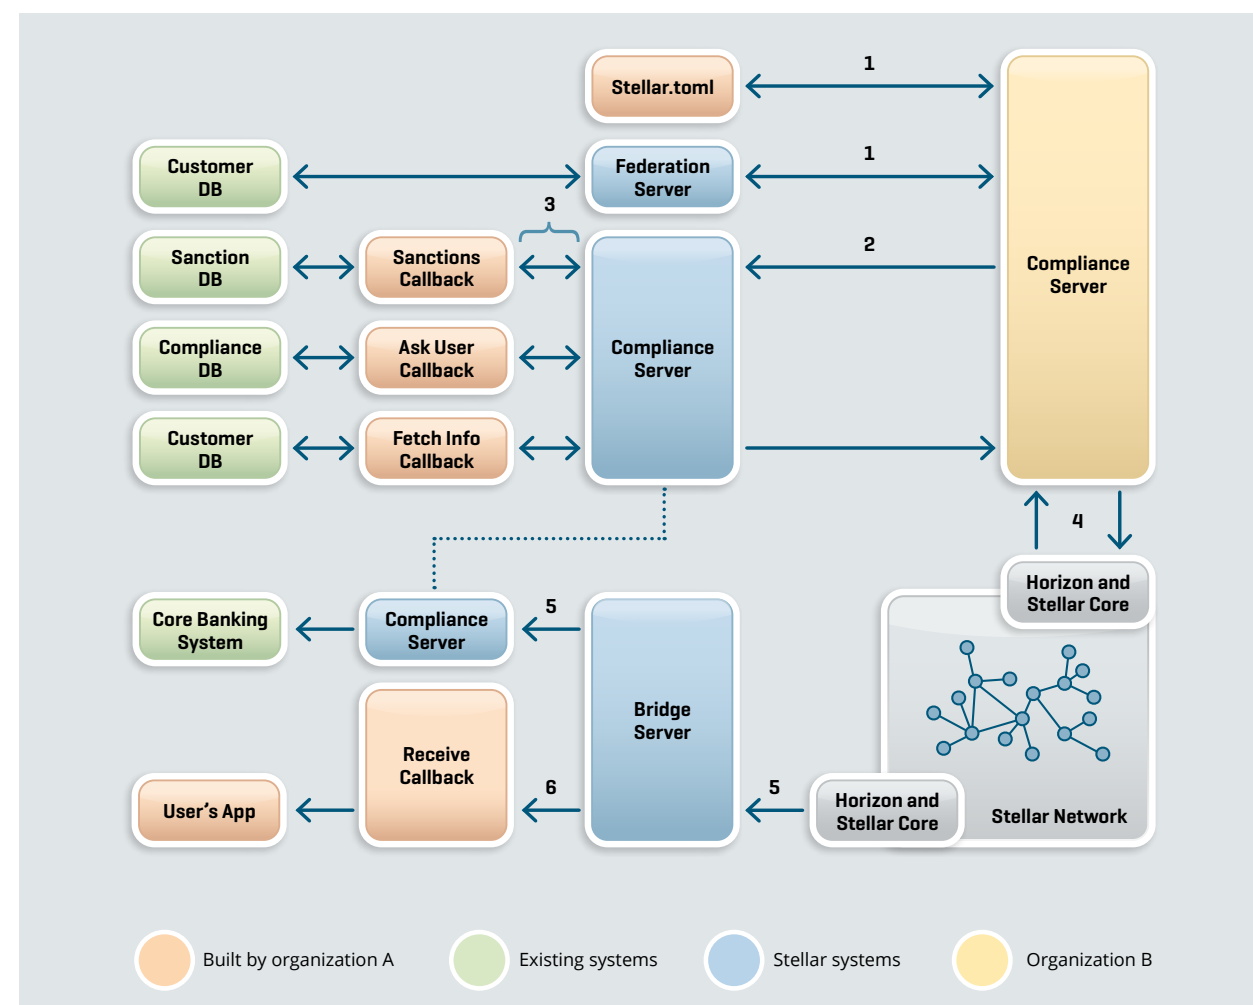 1
Stellar.toml
Customer
DB
Federation
Server
1
3
Sanction
DB
Sanctions
Callback
2
Compliance
Server
Compliance
DB
Ask User
Callback
Compliance
Server
Customer
DB
Fetch Info
Callback
4
Horizon and
Stellar Core
Core Banking
System
Compliance
Server
5
Bridge
Server
Receive
Callback
User's App
6
5
Horizon and
Stellar Core
Stellar Network
Built by organization A
Existing systems
Stellar systems
Organization B